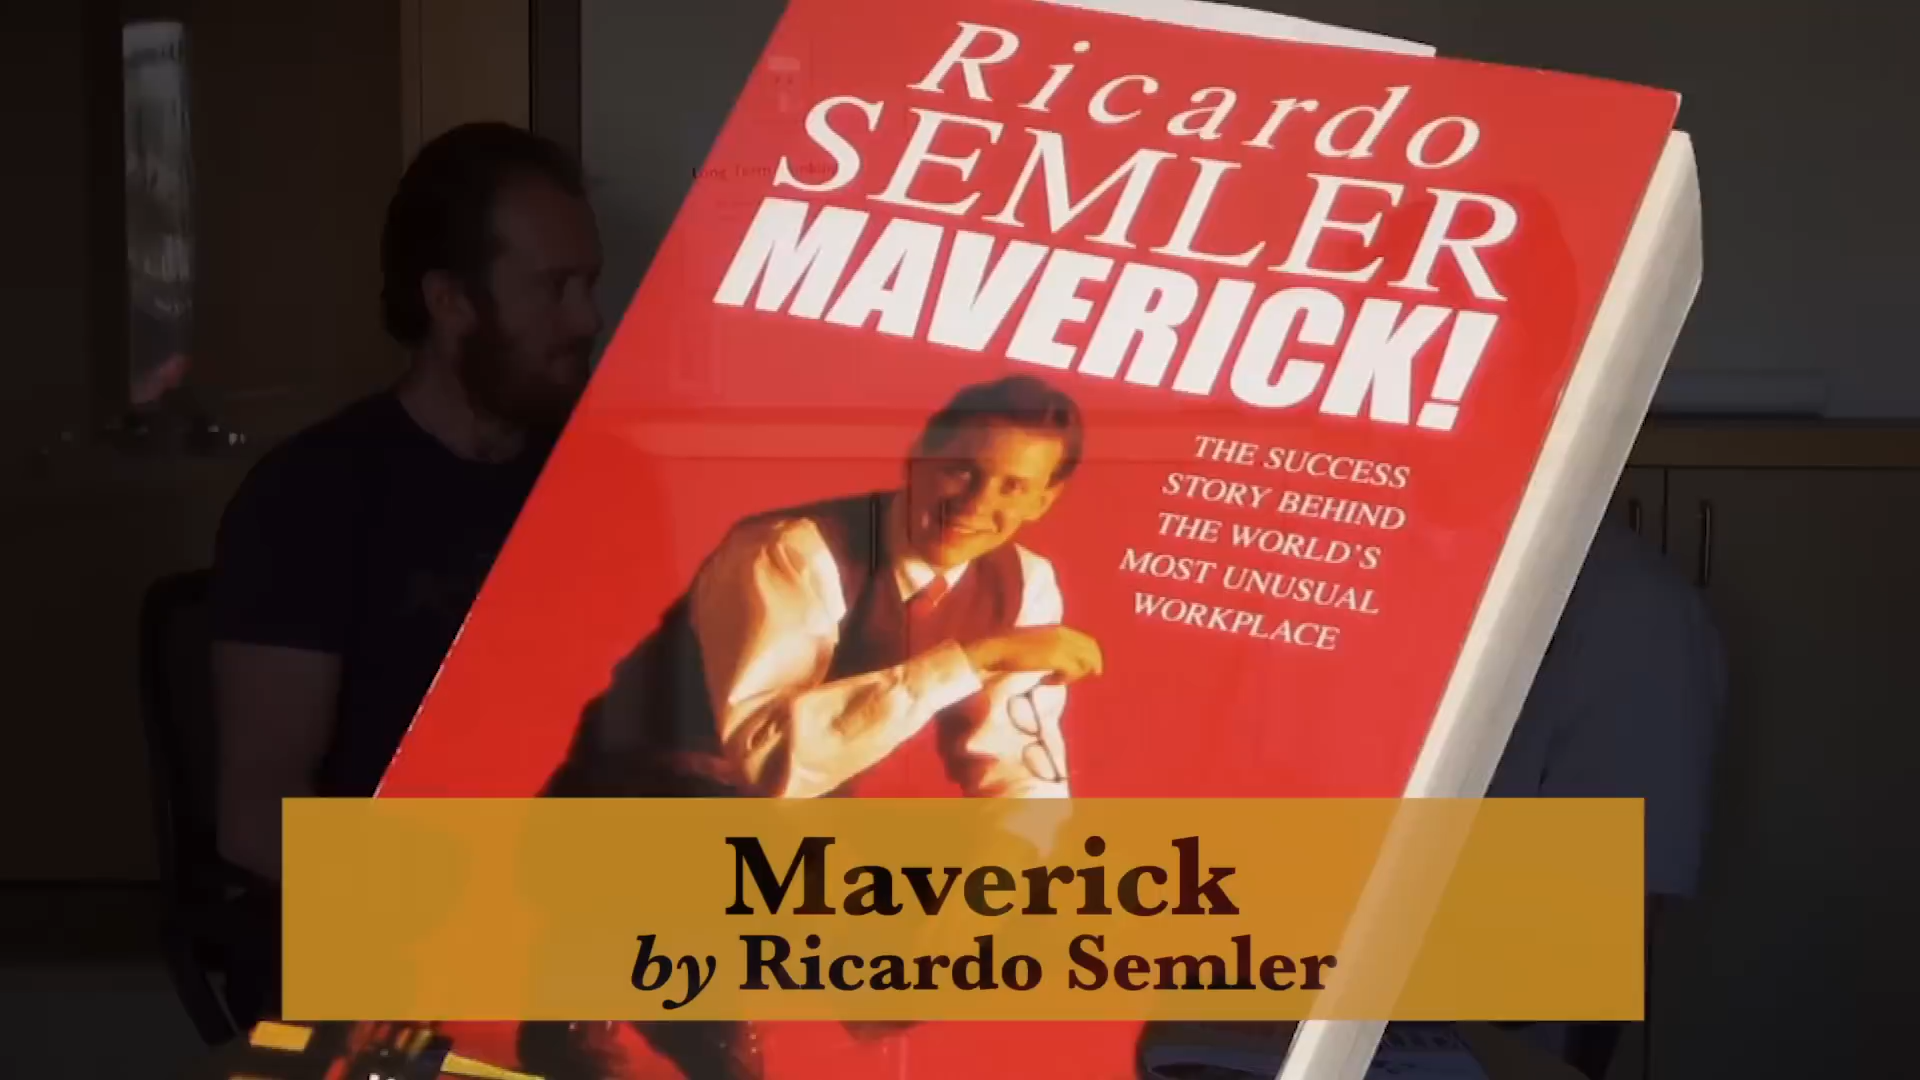 Ricardo
SEMLER
MAVERICK!
THE SUCCESS
STORY BEHIND
THE WORLD'S
MOST UNUSUAL
WORKPLACE
Maverick
by Ricardo Semler